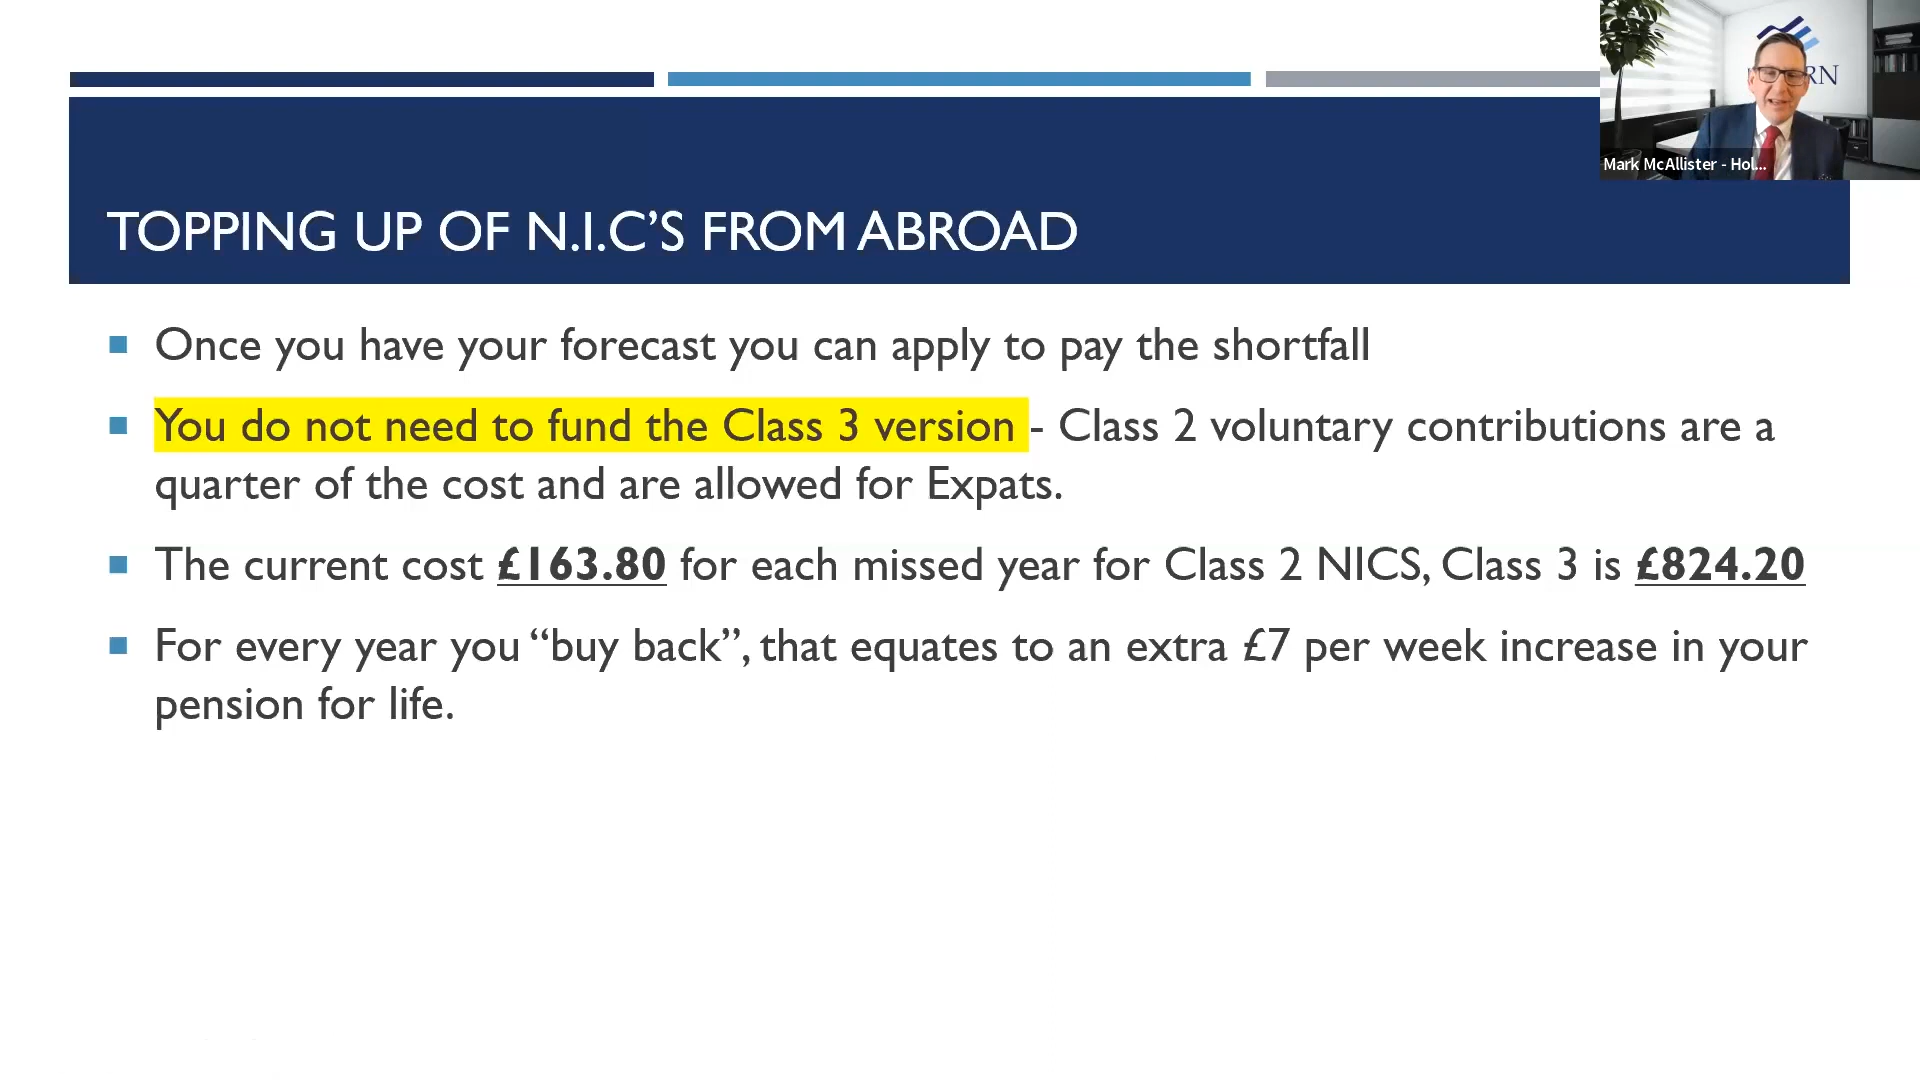 RN
Mark McAllister - Hol...
TOPPING UP OF N.I.C’S FROM ABROAD
Once you have your forecast you can apply to pay the shortfall
You do not need to fund the Class 3 version - Class 2 voluntary contributions are a
quarter of the cost and are allowed for Expats.
The current cost £163.80 for each missed year for Class 2 NICS, Class 3 is £824.20
For every year you “buy back”, that equates to an extra £7 per week increase in your
pension for life.